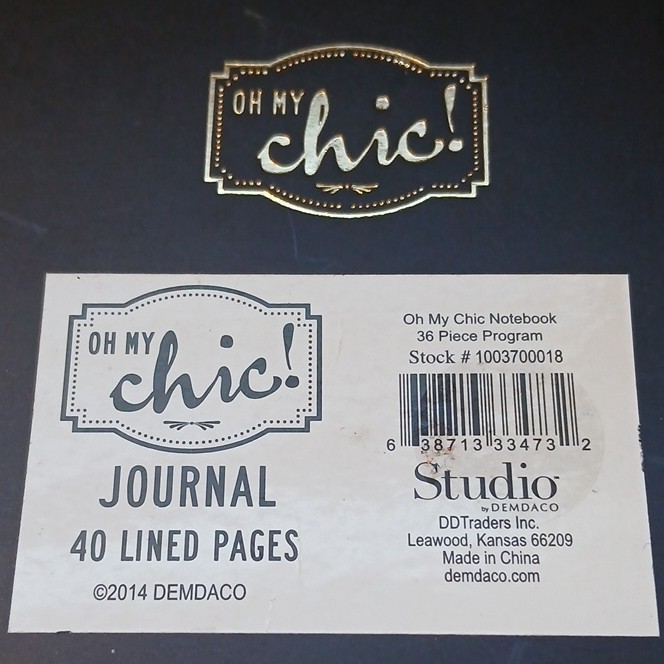 OH MY
chic!
OH MY
chic!
JOURNAL
40 LINED PAGES
©2014 DEMDACO
Oh My Chic Notebook
36 Piece Program
Stock # 1003700018
6 38713 33473 2
Studio
by DEMDACO
DDTraders Inc.
Leawood, Kansas 66209
Made in China
demdaco.com